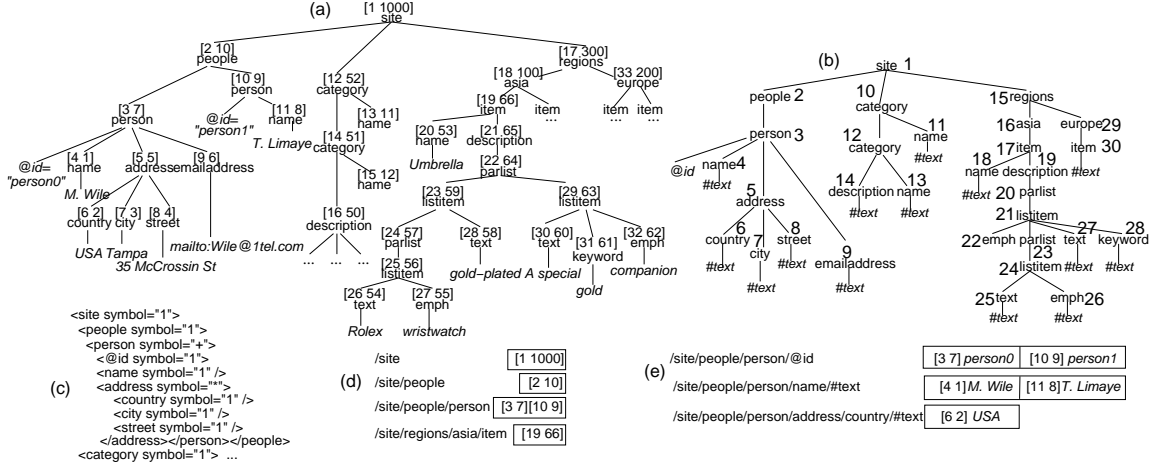 (a)
[1 1000]
site
[2 10]
people
[17 300]
regions
[10 9]
person
[12 52]
category
[18 100]
asia
[33 200]
europe
[3 7]
person
@id=
"person1"
[11 8]
name
T. Limaye
[13 11]
name
[19 66]
item
item
...
item
...
item
...
[14 51]
category
[20 53]
name
Umbrella
[21 65]
description
@id=
"person0"
[4 1]
name
M. Wile
[5 5]
address
[9 6]
emailaddress
[15 12]
name
[22 64]
parlist
[6 2]
country
[7 3]
city
[8 4]
street
USA
Tampa
35 McCrossin St
mailto:Wile@1tel.com
[16 50]
description
... ... ...
[23 59]
listitem
[29 63]
listitem
[24 57]
parlist
[28 58]
text
gold-plated
[30 60]
text
A special
[31 61]
keyword
gold
[32 62]
emph
companion
[25 56]
listitem
[26 54]
text
Rolex
[27 55]
emph
wristwatch
(b)
site 1
people 2
10
category
15 regions
person 3
11
name
#text
16 asia
europe 29
12
category
17 item
item 30
#text
@id
name 4
#text
18
name
#text
19
description
5
address
14
description
#text
13
name
#text
20 parlist
21
listitem
6
country
#text
7
city
#text
8
street
#text
9
emailaddress
#text
22 emph
parlist
23
27
text
#text
28
keyword
#text
24 listitem
25 text
#text
emph 26
#text
(c)
<site symbol="1">
<people symbol="1">
<person symbol="+">
<@id symbol="1">
<name symbol="1" />
<address symbol="*">
<country symbol="1" />
<city symbol="1" />
<street symbol="1" />
</address></person></people>
<category symbol="1"> ...
(d)
/site [1 1000]
/site/people [2 10]
/site/people/person [3 7][10 9]
/site/regions/asia/item [19 66]
(e)
/site/people/person/@id [3 7] person0 [10 9] person1
/site/people/person/name/#text [4 1] M. Wile [11 8] T. Limaye
/site/people/person/address/country/#text [6 2] USA